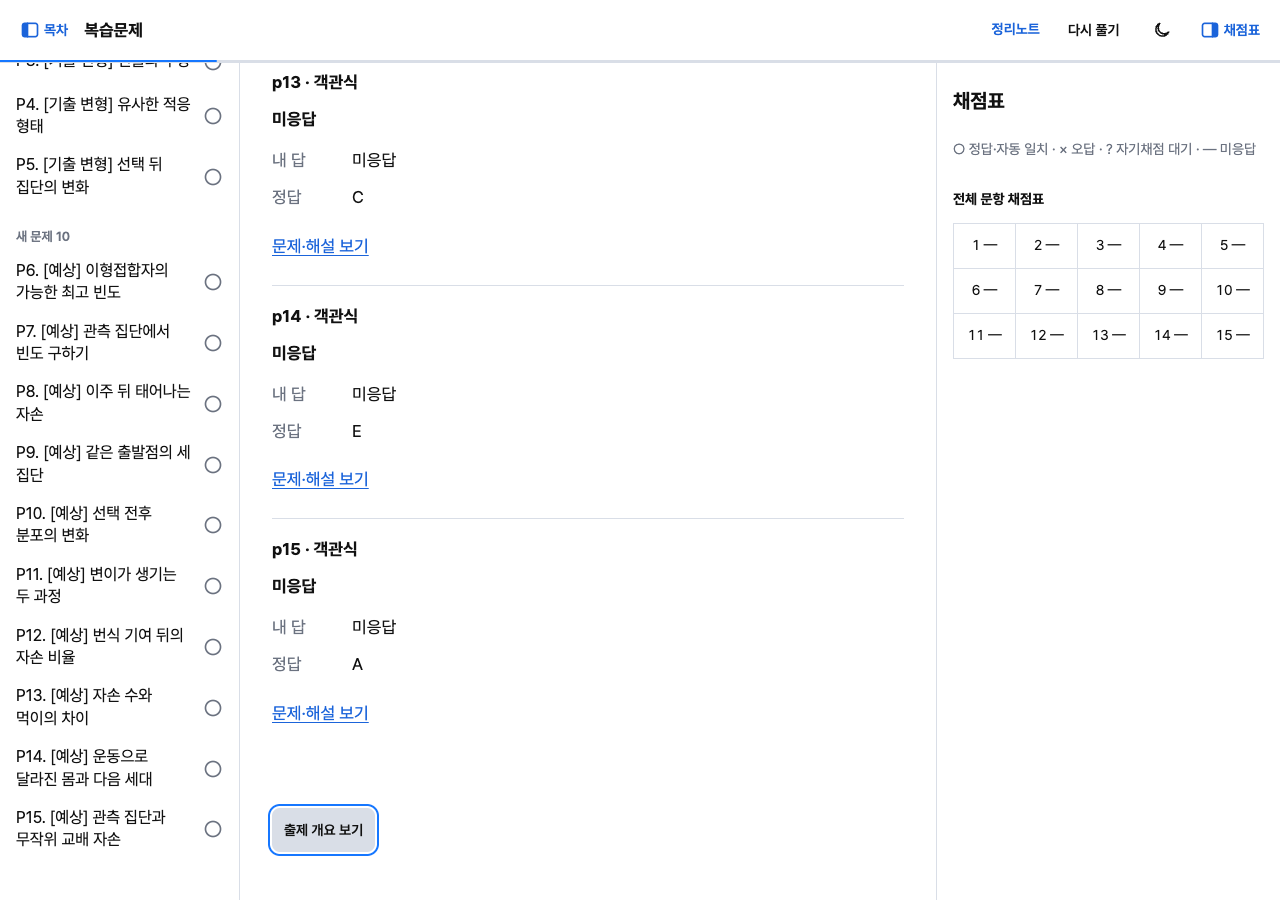 목차
복습문제
정리노트
다시 풀기
채점표
P4. [기출 변형] 유사한 적응
형태
P5. [기출 변형] 선택 뒤
집단의 변화
새 문제 10
P6. [예상] 이형접합자의
가능한 최고 빈도
P7. [예상] 관측 집단에서
빈도 구하기
P8. [예상] 이주 뒤 태어나는
자손
P9. [예상] 같은 출발점의 세
집단
P10. [예상] 선택 전후
분포의 변화
P11. [예상] 변이가 생기는
두 과정
P12. [예상] 번식 기여 뒤의
자손 비율
P13. [예상] 자손 수와
먹이의 차이
P14. [예상] 운동으로
달라진 몸과 다음 세대
P15. [예상] 관측 집단과
무작위 교배 자손
p13 · 객관식
미응답
내 답 미응답
정답 C
문제·해설 보기
p14 · 객관식
미응답
내 답 미응답
정답 E
문제·해설 보기
p15 · 객관식
미응답
내 답 미응답
정답 A
문제·해설 보기
출제 개요 보기
채점표
○ 정답·자동 일치 · × 오답 · ? 자기채점 대기 · — 미응답
전체 문항 채점표
1 — 2 — 3 — 4 — 5 —
6 — 7 — 8 — 9 — 10 —
11 — 12 — 13 — 14 — 15 —